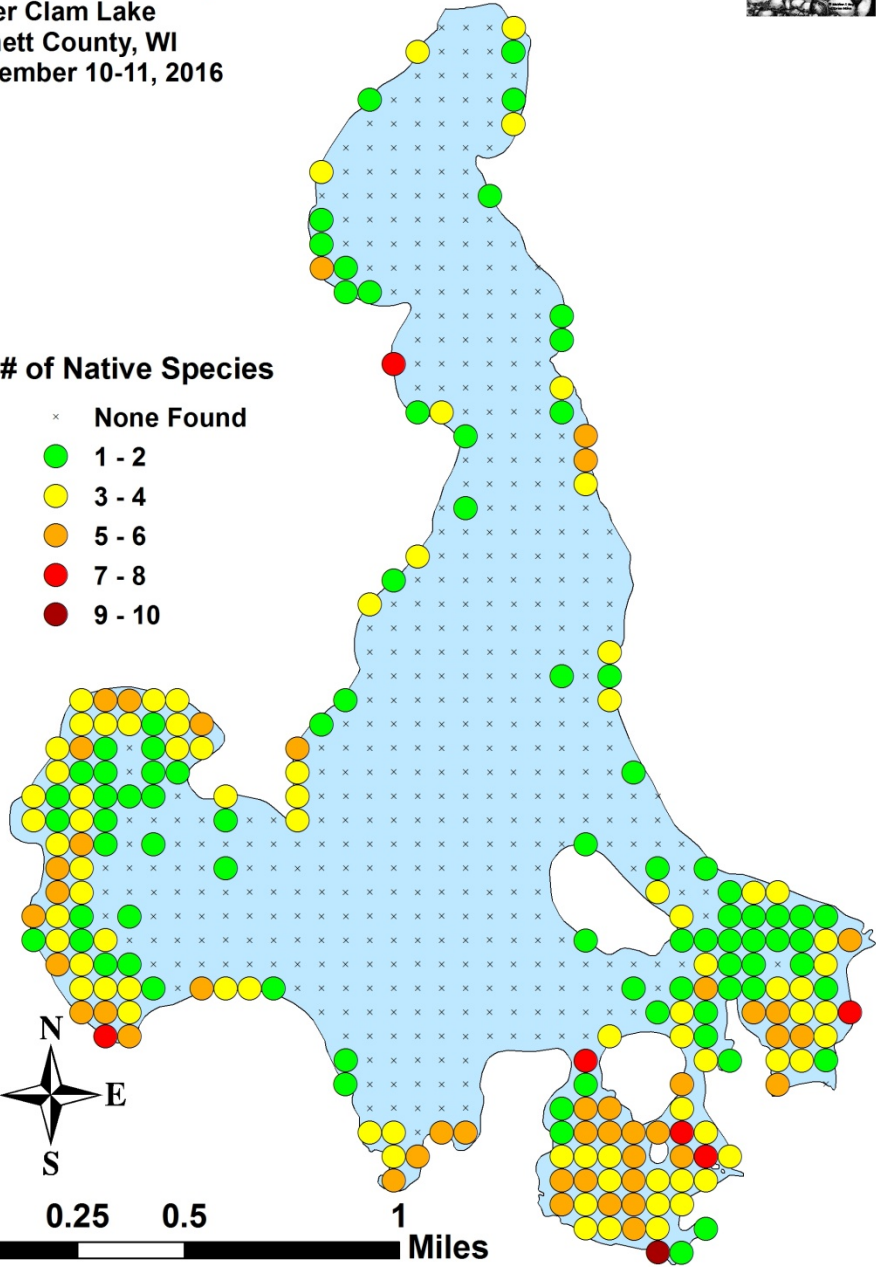 er Clam Lake
nett County, WI
ember 10-11, 2016
# of Native Species
None Found
1 - 2
3 - 4
5 - 6
7 - 8
9 - 10
N
E
S
0.25 0.5 1
Miles